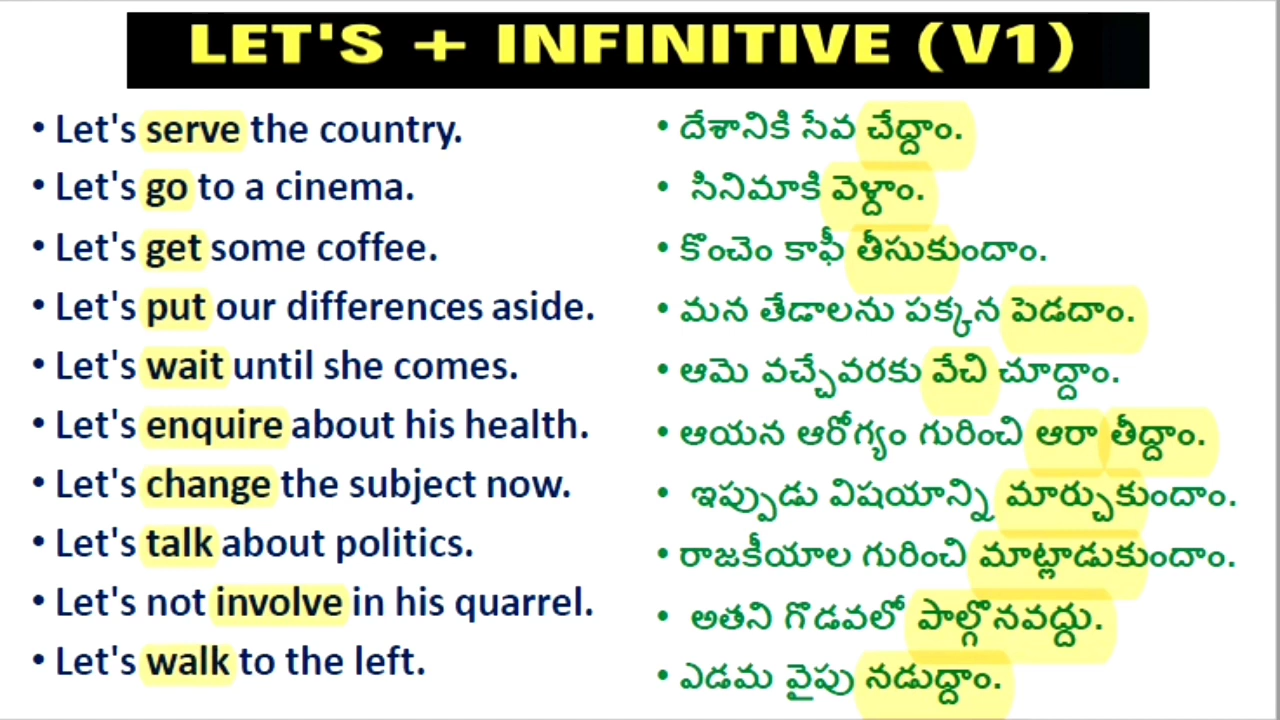 LET'S + INFINITIVE (V1)
• Let's serve the country.
• Let's go to a cinema.
• Let's get some coffee.
• Let's put our differences aside.
• Let's wait until she comes.
• Let's enquire about his health.
• Let's change the subject now.
• Let's talk about politics.
• Let's not involve in his quarrel.
• Let's walk to the left.
• దేశానికి సేవ చేద్దాం.
• సినిమాకి వెళ్దాం.
• కొంచెం కాఫీ తీసుకుందాం.
• మన తేడాలను పక్కన పెడదాం.
• ఆమె వచ్చేవరకు వేచి చూద్దాం.
• ఆయన ఆరోగ్యం గురించి ఆరా తీద్దాం.
• ఇప్పుడు విషయాన్ని మార్చుకుందాం.
• రాజకీయాల గురించి మాట్లాడుకుందాం.
• అతని గొడవలో పాల్గొనవద్దు.
• ఎడమ వైపు నడుద్దాం.